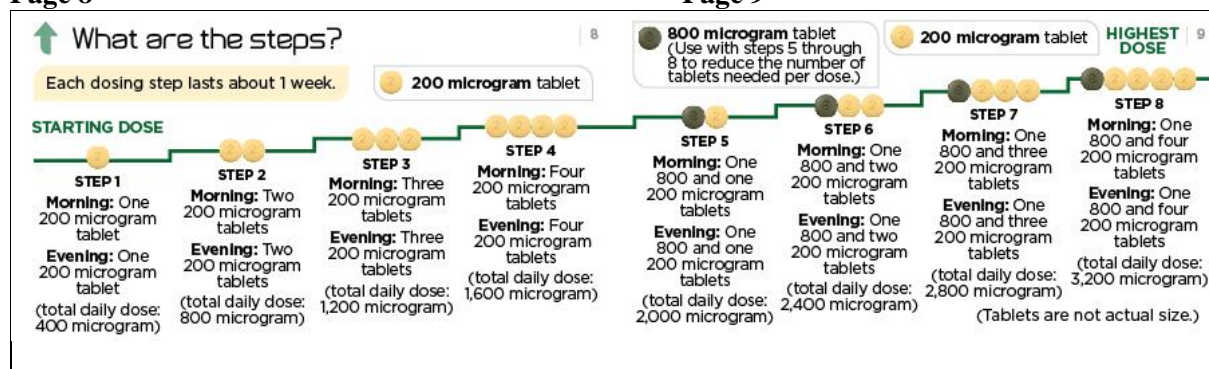 Page 8
Page 9
What are the steps?
8
Each dosing step lasts about 1 week.
200 microgram tablet
800 microgram tablet
(Use with steps 5 through
8 to reduce the number of
tablets needed per dose.)
200 microgram tablet
HIGHEST
DOSE
9
STARTING DOSE
STEP 1
Morning: One
200 microgram
tablet
Evening: One
200 microgram
tablet
(total daily dose:
400 microgram)
STEP 2
Morning: Two
200 microgram
tablets
Evening: Two
200 microgram
tablets
(total daily dose:
800 microgram)
STEP 3
Morning: Three
200 microgram
tablets
Evening: Three
200 microgram
tablets
(total daily dose:
1,200 microgram)
STEP 4
Morning: Four
200 microgram
tablets
Evening: Four
200 microgram
tablets
(total daily dose:
1,600 microgram)
STEP 5
Morning: One
800 and one
200 microgram
tablets
Evening: One
800 and one
200 microgram
tablets
(total daily dose:
2,000 microgram)
STEP 6
Morning: One
800 and two
200 microgram
tablets
Evening: One
800 and two
200 microgram
tablets
(total daily dose:
2,400 microgram)
STEP 7
Morning: One
800 and three
200 microgram
tablets
Evening: One
800 and three
200 microgram
tablets
(total daily dose:
2,800 microgram)
STEP 8
Morning: One
800 and four
200 microgram
tablets
Evening: One
800 and four
200 microgram
tablets
(total daily dose:
3,200 microgram)
(Tablets are not actual size.)